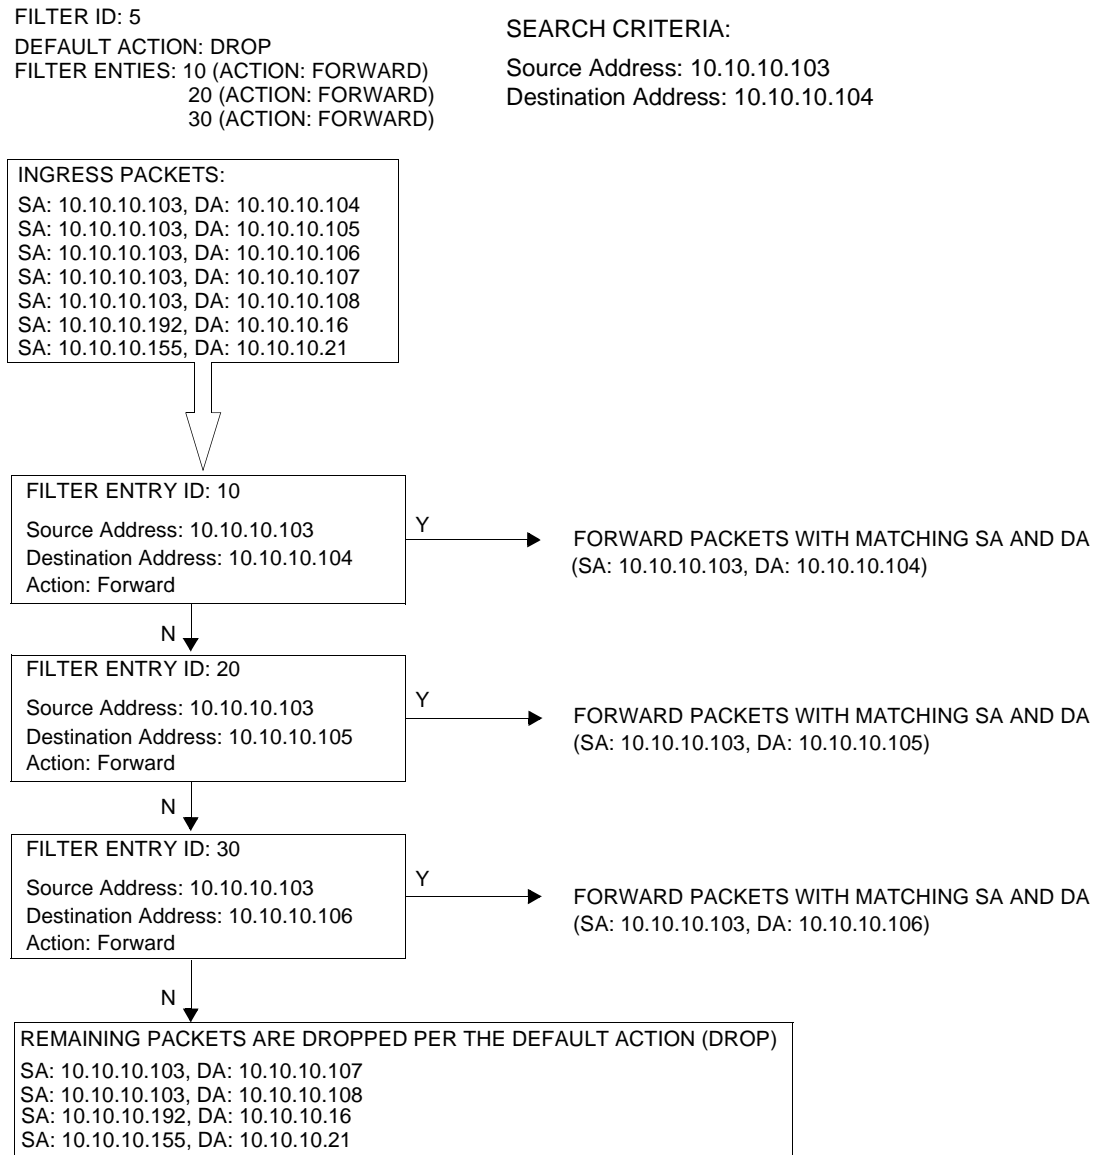 FILTER ID: 5
DEFAULT ACTION: DROP
FILTER ENTIES: 10 (ACTION: FORWARD)
20 (ACTION: FORWARD)
30 (ACTION: FORWARD)
SEARCH CRITERIA:
Source Address: 10.10.10.103
Destination Address: 10.10.10.104
INGRESS PACKETS:
SA: 10.10.10.103, DA: 10.10.10.104
SA: 10.10.10.103, DA: 10.10.10.105
SA: 10.10.10.103, DA: 10.10.10.106
SA: 10.10.10.103, DA: 10.10.10.107
SA: 10.10.10.103, DA: 10.10.10.108
SA: 10.10.10.192, DA: 10.10.10.16
SA: 10.10.10.155, DA: 10.10.10.21
FILTER ENTRY ID: 10
Source Address: 10.10.10.103
Destination Address: 10.10.10.104
Action: Forward
Y
FORWARD PACKETS WITH MATCHING SA AND DA
(SA: 10.10.10.103, DA: 10.10.10.104)
N
FILTER ENTRY ID: 20
Source Address: 10.10.10.103
Destination Address: 10.10.10.105
Action: Forward
Y
FORWARD PACKETS WITH MATCHING SA AND DA
(SA: 10.10.10.103, DA: 10.10.10.105)
N
FILTER ENTRY ID: 30
Source Address: 10.10.10.103
Destination Address: 10.10.10.106
Action: Forward
Y
FORWARD PACKETS WITH MATCHING SA AND DA
(SA: 10.10.10.103, DA: 10.10.10.106)
N
REMAINING PACKETS ARE DROPPED PER THE DEFAULT ACTION (DROP)
SA: 10.10.10.103, DA: 10.10.10.107
SA: 10.10.10.103, DA: 10.10.10.108
SA: 10.10.10.192, DA: 10.10.10.16
SA: 10.10.10.155, DA: 10.10.10.21